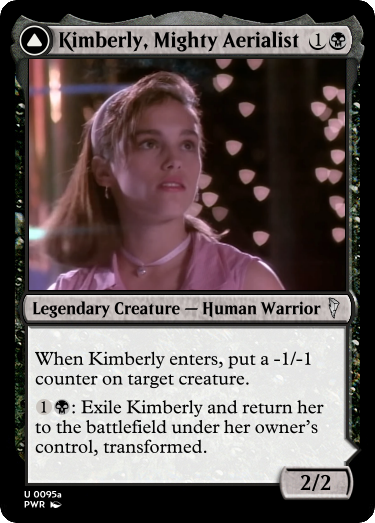 Kimberly, Mighty Aerialist 1
Legendary Creature — Human Warrior
When Kimberly enters, put a -1/-1
counter on target creature.
1 : Exile Kimberly and return her
to the battlefield under her owner's
control, transformed.
2/2
U 0095a
PWR